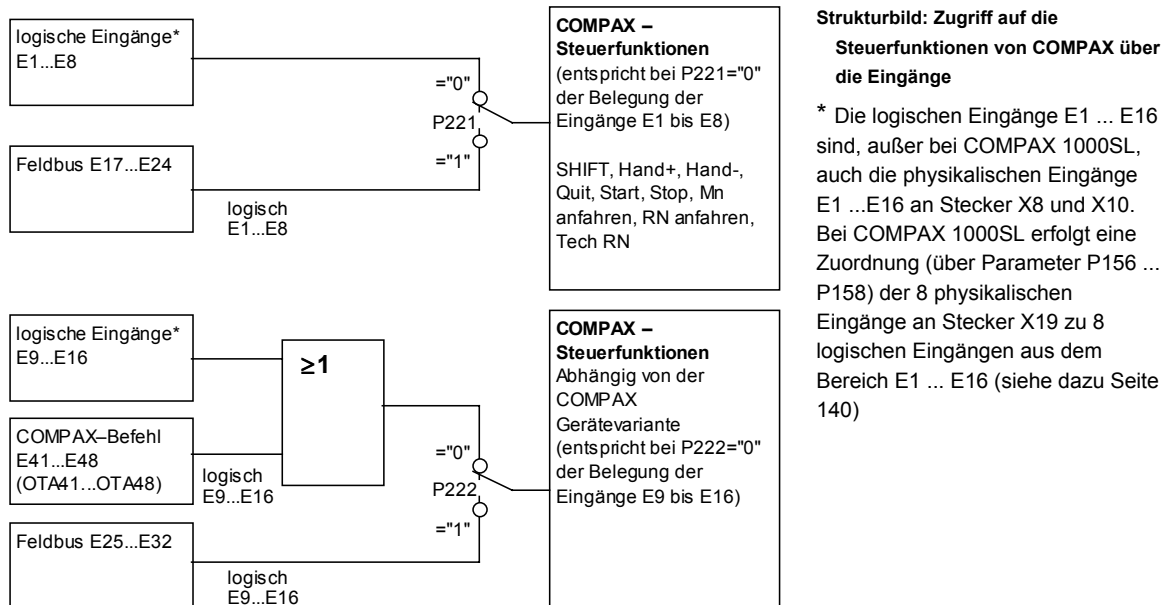 logische Eingänge*
E1...E8
Feldbus E17...E24
logisch
E1...E8
="0"
P221
="1"
COMPAX –
Steuerfunktionen
(entspricht bei P221="0"
der Belegung der
Eingänge E1 bis E8)
SHIFT, Hand+, Hand-,
Quit, Start, Stop, Mn
anfahren, RN anfahren,
Tech RN
logische Eingänge*
E9...E16
COMPAX–Befehl
E41...E48
(OTA41...OTA48)
logisch
E9...E16
≥1
Feldbus E25...E32
logisch
E9...E16
="0"
P222
="1"
COMPAX –
Steuerfunktionen
Abhängig von der
COMPAX
Gerätevariante
(entspricht bei P222="0"
der Belegung der
Eingänge E9 bis E16)
Strukturbild: Zugriff auf die
Steuerfunktionen von COMPAX über
die Eingänge
* Die logischen Eingänge E1 ... E16
sind, außer bei COMPAX 1000SL,
auch die physikalischen Eingänge
E1 ...E16 an Stecker X8 und X10.
Bei COMPAX 1000SL erfolgt eine
Zuordnung (über Parameter P156 ...
P158) der 8 physikalischen
Eingänge an Stecker X19 zu 8
logischen Eingängen aus dem
Bereich E1 ... E16 (siehe dazu Seite
140)